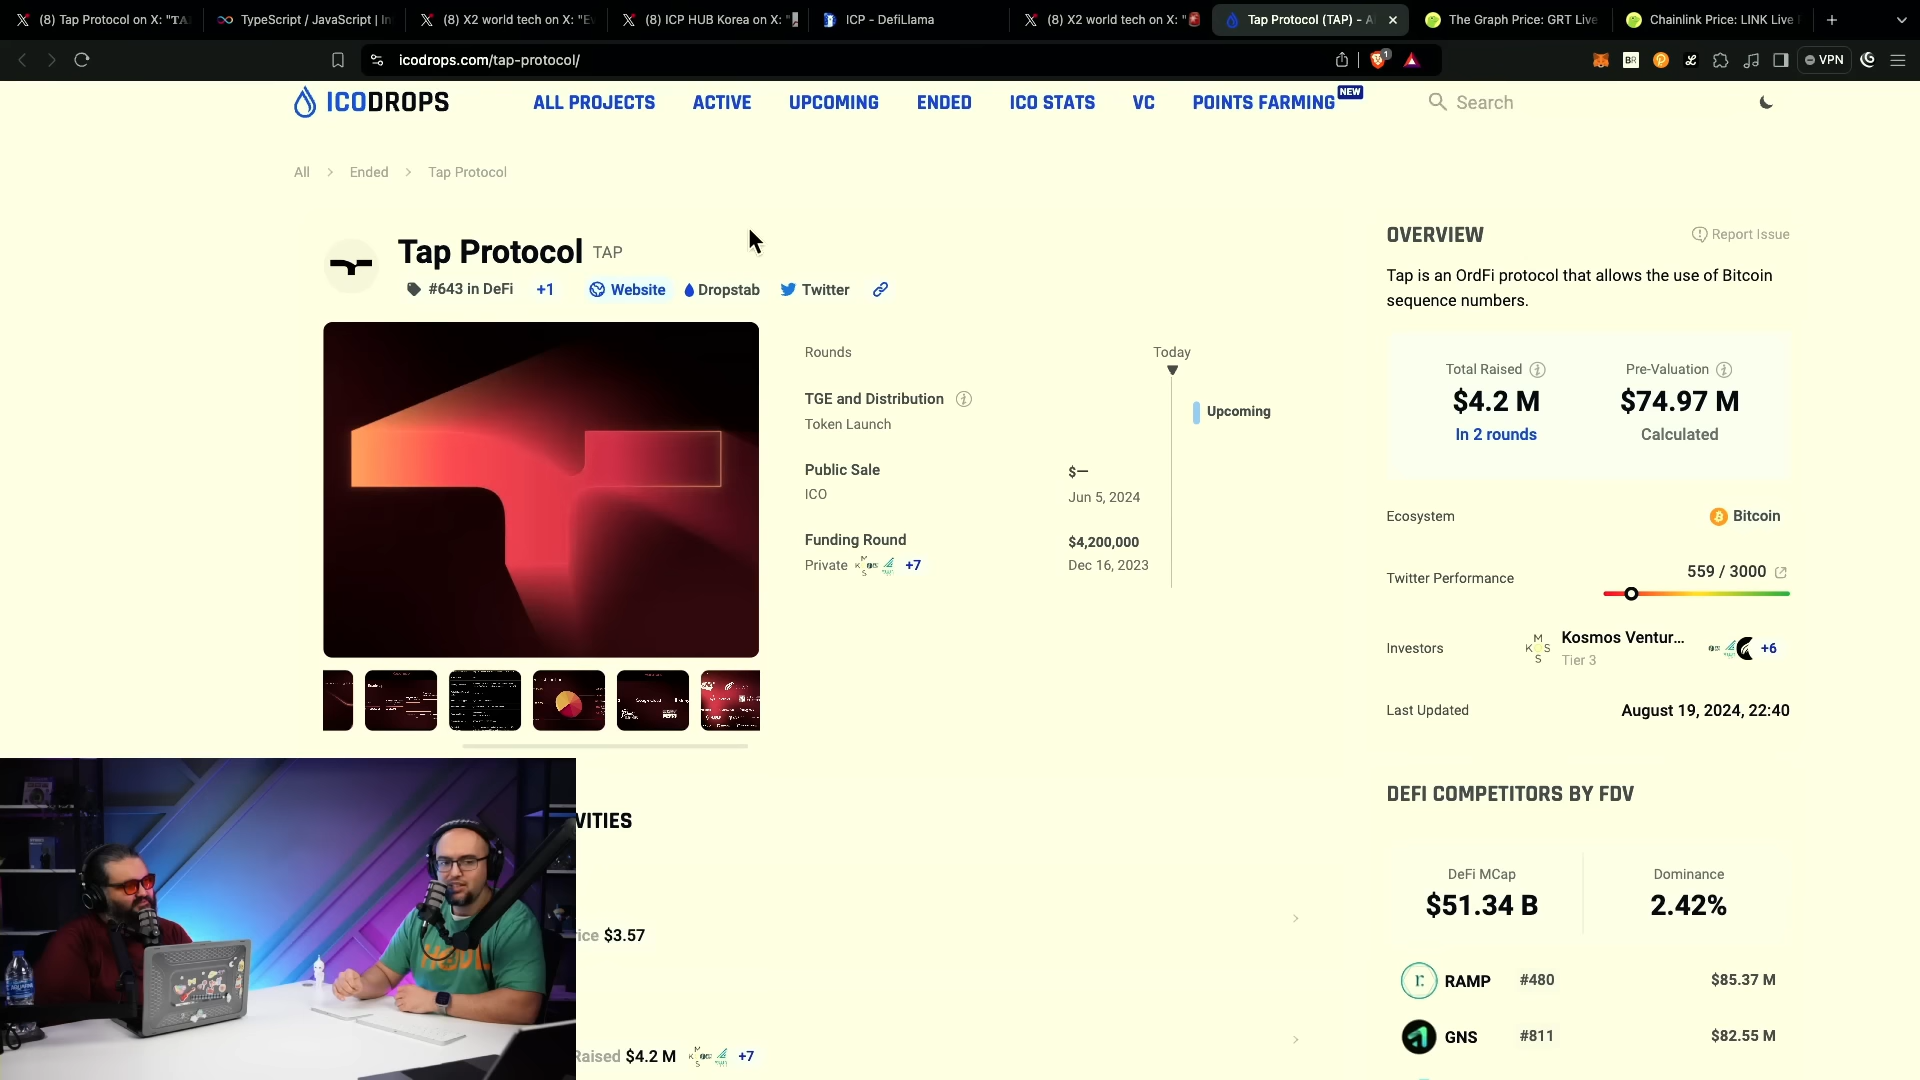 (8) Tap Protocol on X: "TA
TypeScript / JavaScript | In
(8) X2 world tech on X: "Ev
(8) ICP HUB Korea on X: "
ICP - DefiLlama
(8) X2 world tech on X: "
Tap Protocol (TAP) - A
The Graph Price: GRT Live
Chainlink Price: LINK Live
icodrops.com/tap-protocol/
1
BR
VPN
ICODROPS
ALL PROJECTS
ACTIVE
UPCOMING
ENDED
ICO STATS
VC
POINTS FARMING
NEW
Search
All > Ended > Tap Protocol
Tap Protocol TAP
#643 in DeFi
+1
Website
Dropstab
Twitter
Rounds
Today
TGE and Distribution
Token Launch
Upcoming
Public Sale
ICO
$—
Jun 5, 2024
Funding Round
Private
+7
$4,200,000
Dec 16, 2023
OVERVIEW
Report Issue
Tap is an OrdFi protocol that allows the use of Bitcoin
sequence numbers.
Total Raised
$4.2 M
In 2 rounds
Pre-Valuation
$74.97 M
Calculated
Ecosystem
Bitcoin
Twitter Performance
559 / 3000
Investors
M
K S
S
Kosmos Ventur...
Tier 3
+6
Last Updated
August 19, 2024, 22:40
DEFI COMPETITORS BY FDV
DeFi MCap
$51.34 B
Dominance
2.42%
RAMP #480 $85.37 M
GNS #811 $82.55 M
VITIES
ice $3.57
Raised $4.2 M
+7